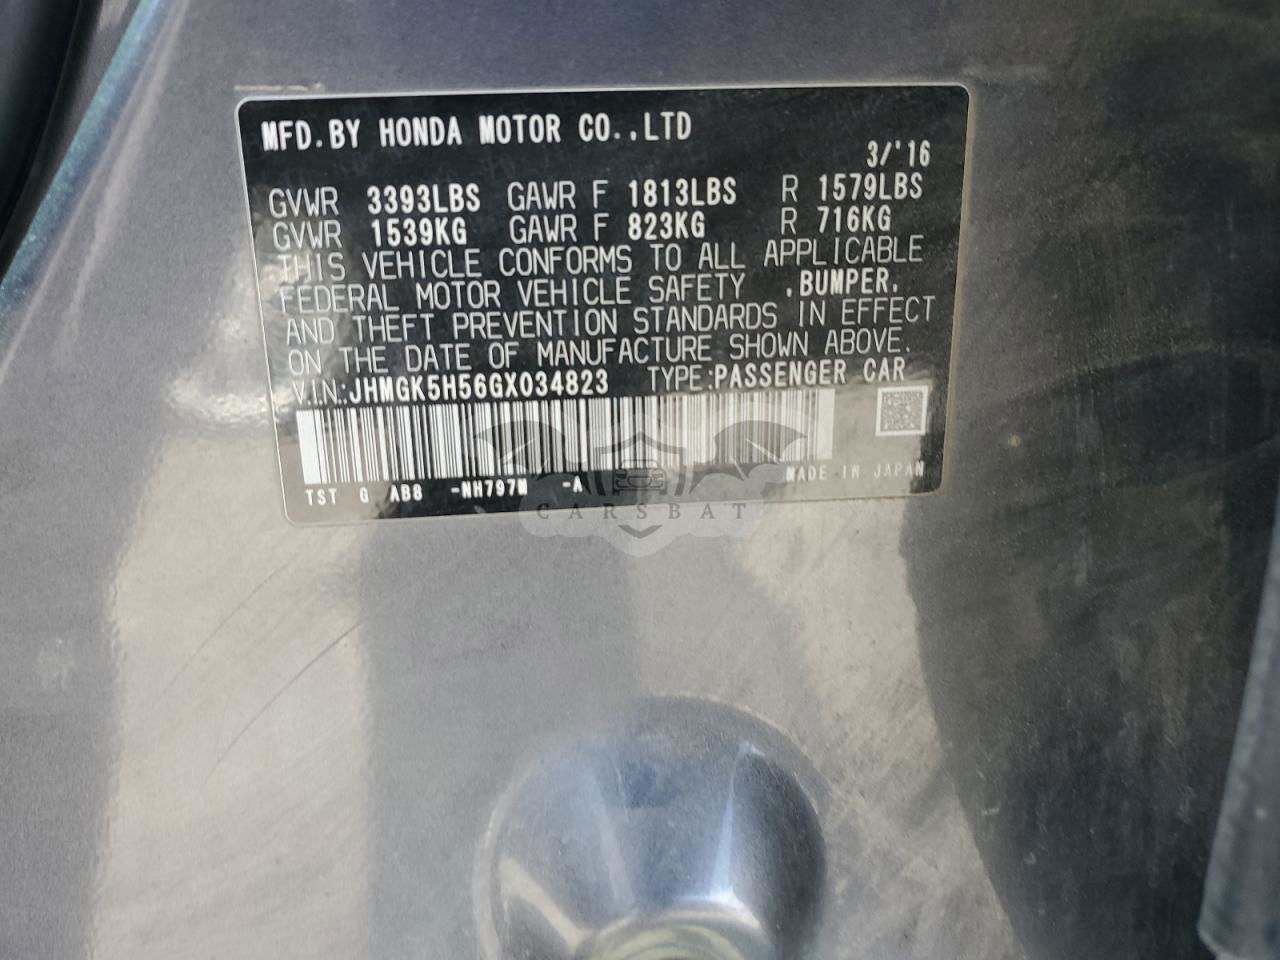 MFD. BY HONDA MOTOR CO.,LTD
3/'16
GVWR 3393LBS GAWR F 1813LBS R 1579LBS
GVWR 1539KG GAWR F 823KG R 716KG
THIS VEHICLE CONFORMS TO ALL APPLICABLE
FEDERAL MOTOR VEHICLE SAFETY ,BUMPER,
AND THEFT PREVENTION STANDARDS IN EFFECT
ON THE DATE OF MANUFACTURE SHOWN ABOVE.
V.I.N.:JHMGK5H56GX034823 TYPE:PASSENGER CAR
MADE IN JAPAN
TST G AB8 -NH797M -A
CARSBAT